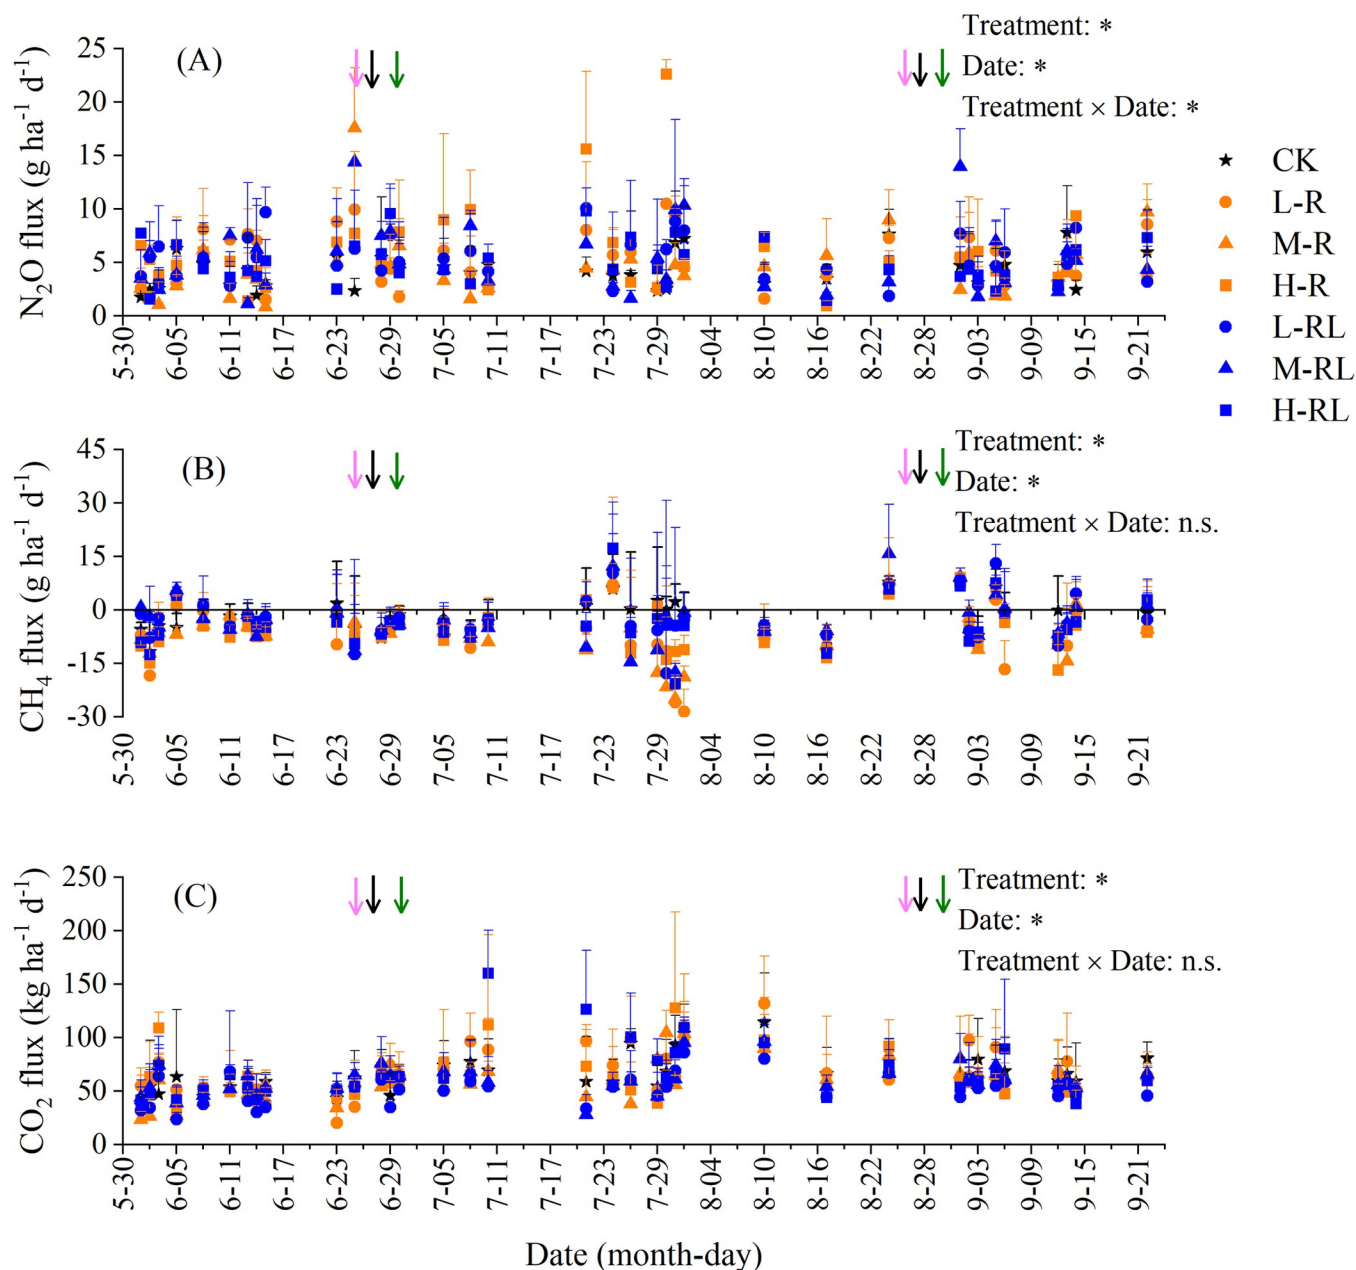 Treatment: *
(A)
Date: *
Treatment × Date: *
N₂O flux (g ha⁻¹ d⁻¹)
25
20
15
10
5
0
5-30 6-05 6-11 6-17 6-23 6-29 7-05 7-11 7-17 7-23 7-29 8-04 8-10 8-16 8-22 8-28 9-03 9-09 9-15 9-21
CK
L-R
M-R
H-R
L-RL
M-RL
H-RL
(B)
Treatment: *
Date: *
Treatment × Date: n.s.
CH₄ flux (g ha⁻¹ d⁻¹)
45
30
15
0
-15
-30
5-30 6-05 6-11 6-17 6-23 6-29 7-05 7-11 7-17 7-23 7-29 8-04 8-10 8-16 8-22 8-28 9-03 9-09 9-15 9-21
(C)
Treatment: *
Date: *
Treatment × Date: n.s.
CO₂ flux (kg ha⁻¹ d⁻¹)
250
200
150
100
50
0
5-30 6-05 6-11 6-17 6-23 6-29 7-05 7-11 7-17 7-23 7-29 8-04 8-10 8-16 8-22 8-28 9-03 9-09 9-15 9-21
Date (month-day)